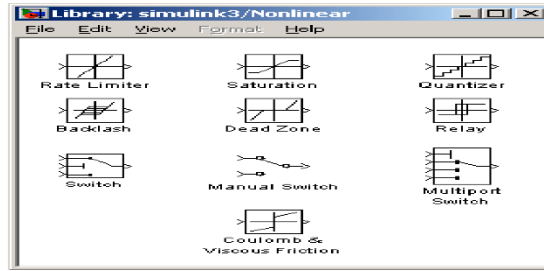 Library: simulink3/Nonlinear
File Edit View Format Help
Rate Limiter Saturation Quantizer
Backlash Dead Zone Relay
Switch Manual Switch Multiport
Switch
Coulomb &
Viscous Friction